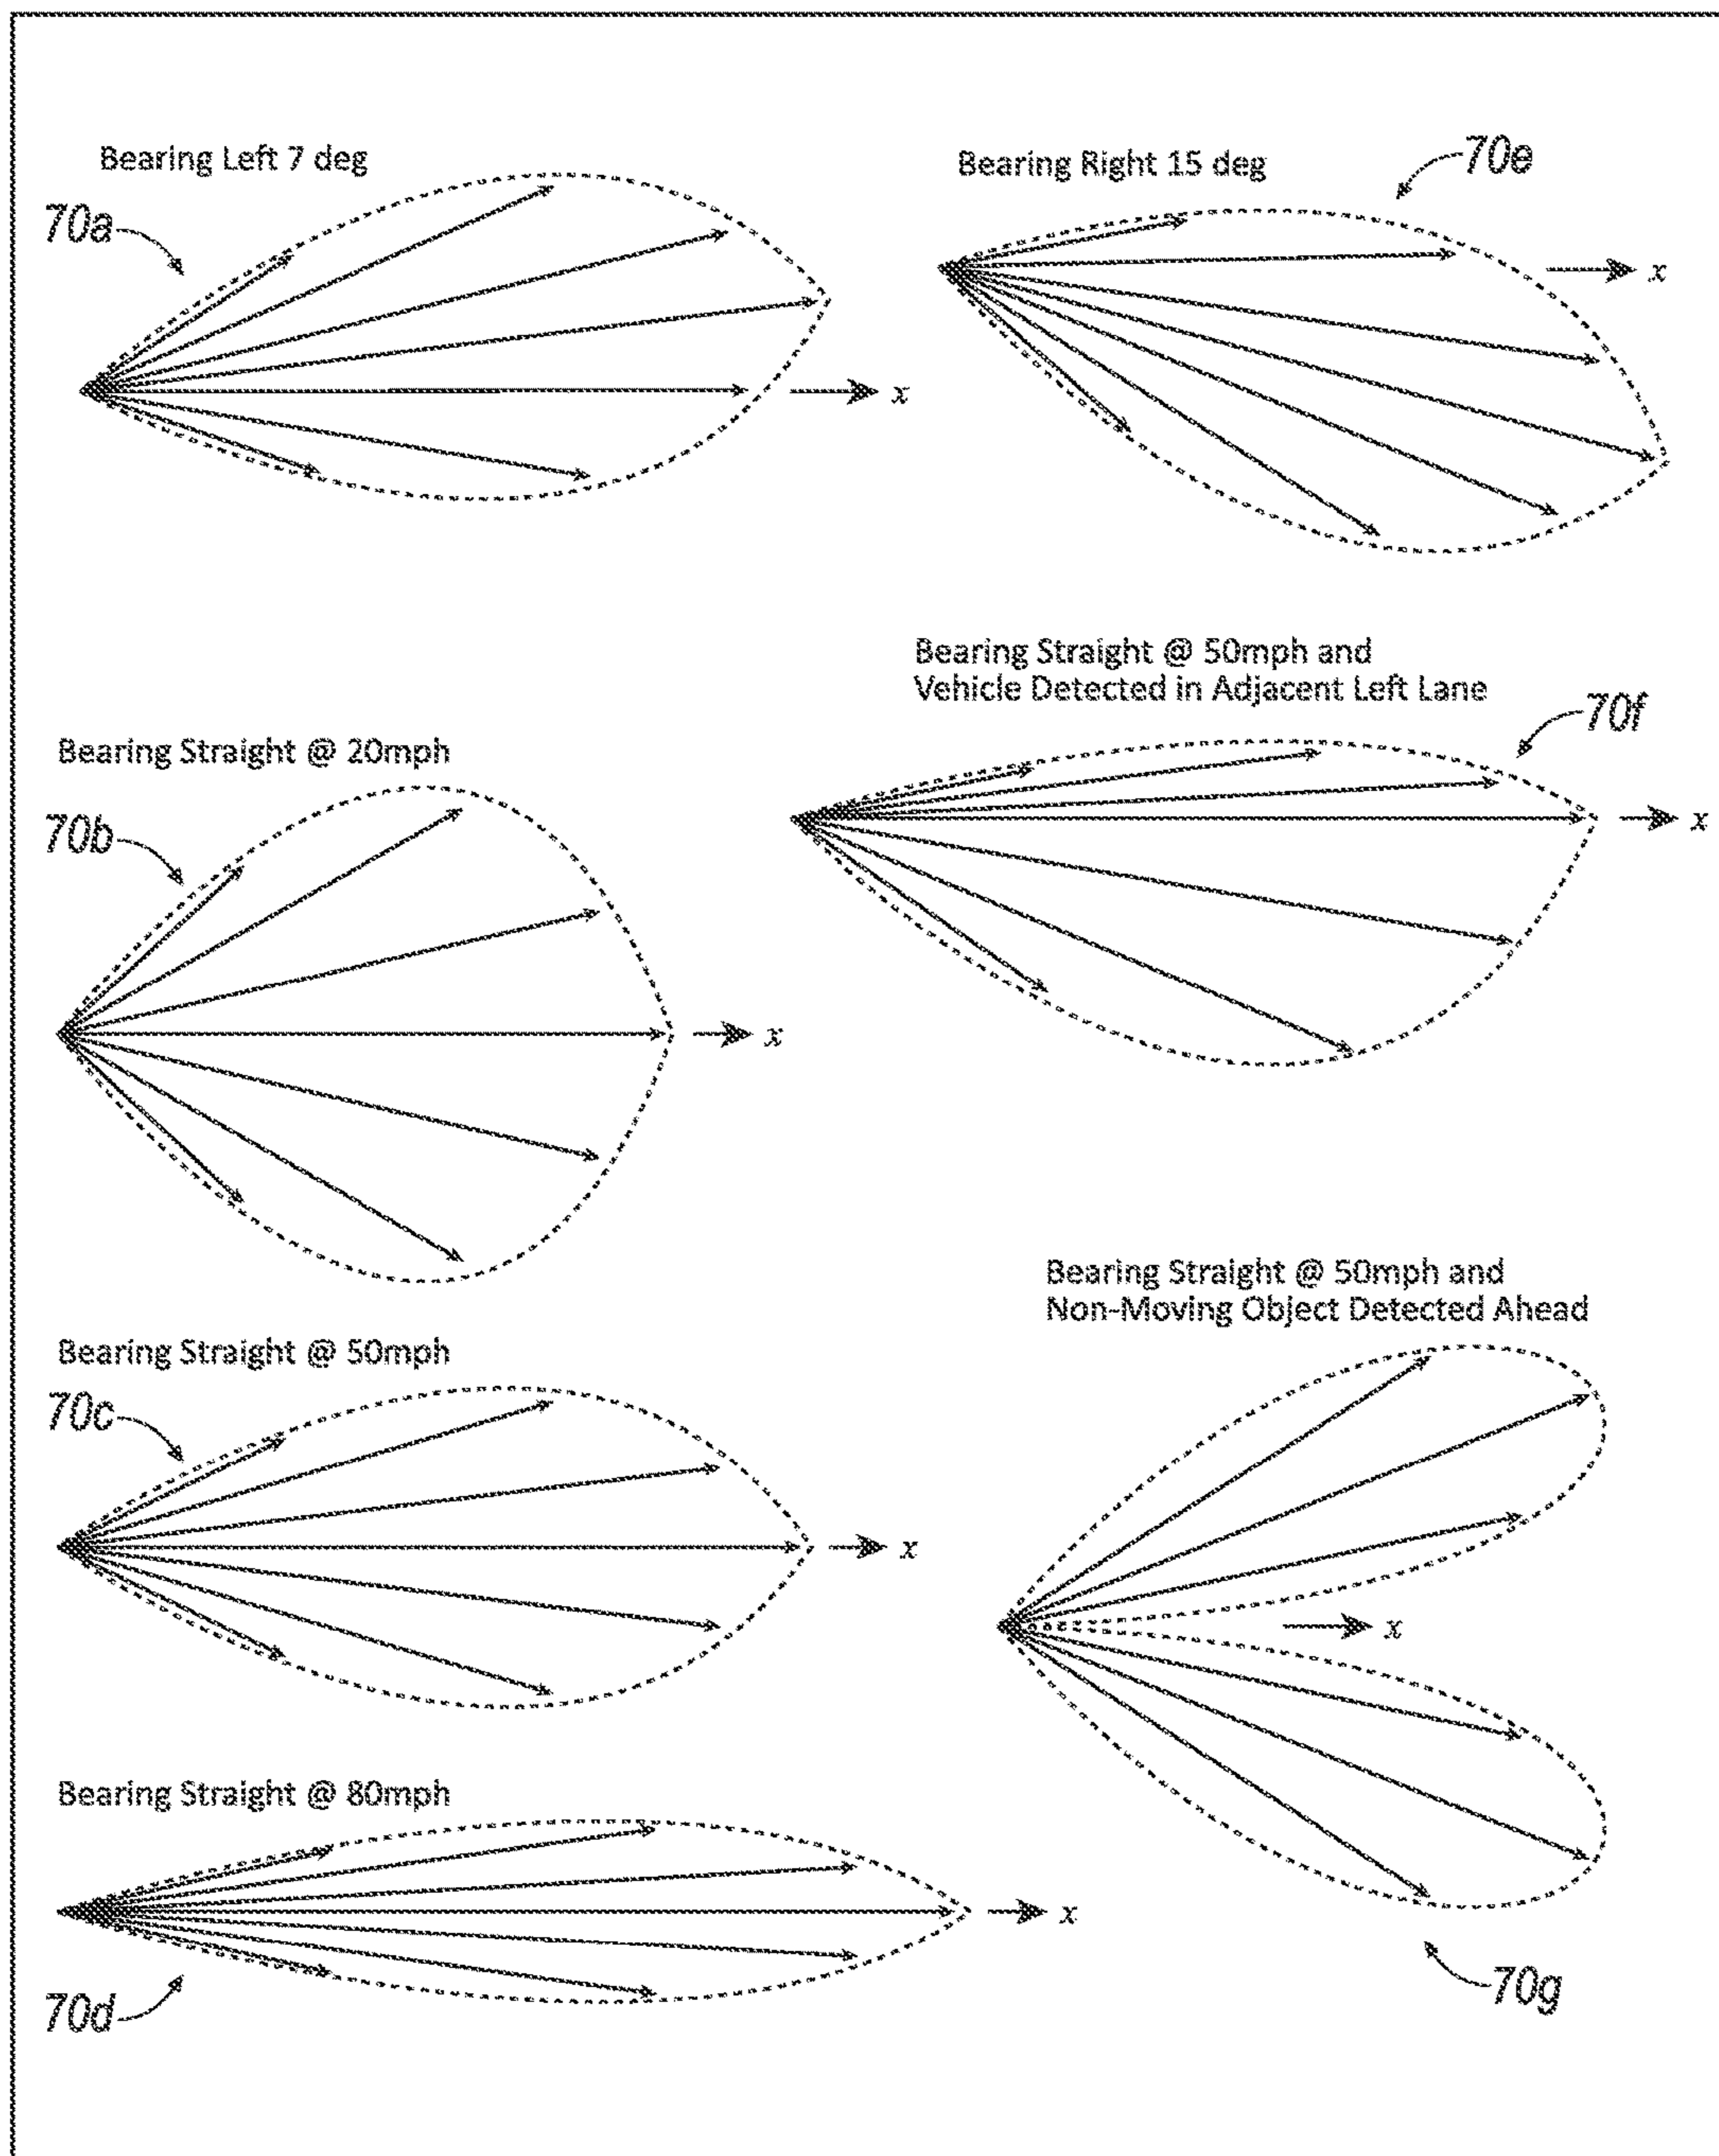 Bearing Left 7 deg
70a
x
Bearing Right 15 deg
70e
x
Bearing Straight @ 50mph and
Vehicle Detected in Adjacent Left Lane
70f
x
Bearing Straight @ 20mph
70b
x
Bearing Straight @ 50mph and
Non-Moving Object Detected Ahead
x
70g
Bearing Straight @ 50mph
70c
x
Bearing Straight @ 80mph
x
70d